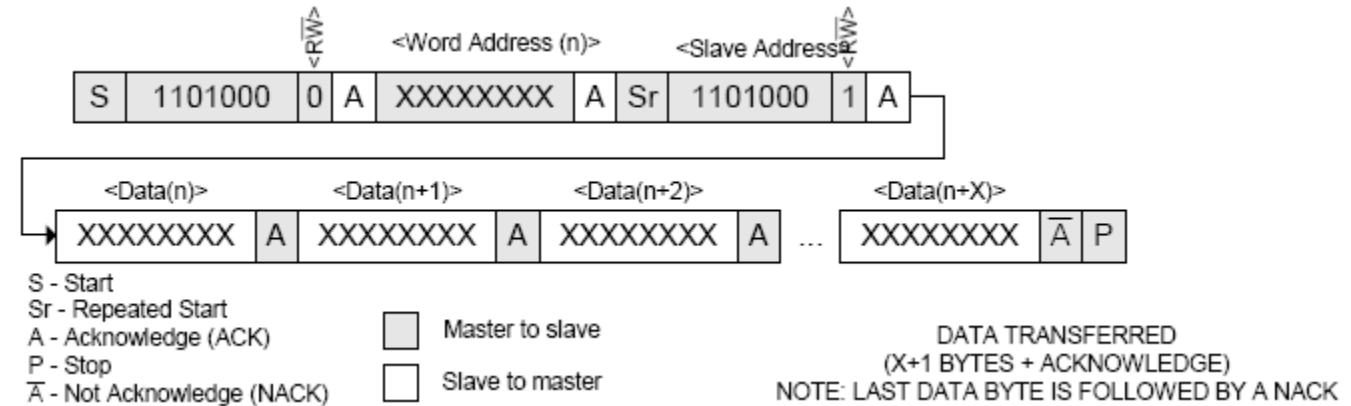 <RW̅> <Word Address (n)> <Slave Address> <RW̅>
S 1101000 0 A XXXXXXXX A Sr 1101000 1 A
<Data(n)> <Data(n+1)> <Data(n+2)> <Data(n+X)>
XXXXXXXX A XXXXXXXX A XXXXXXXX A ... XXXXXXXX A̅ P
S - Start
Sr - Repeated Start
A - Acknowledge (ACK)
P - Stop
A̅ - Not Acknowledge (NACK)
Master to slave
Slave to master
DATA TRANSFERRED
(X+1 BYTES + ACKNOWLEDGE)
NOTE: LAST DATA BYTE IS FOLLOWED BY A NACK